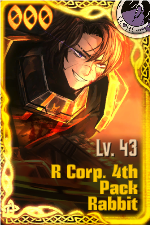 Lv. 43
R Corp. 4th
Pack
Rabbit